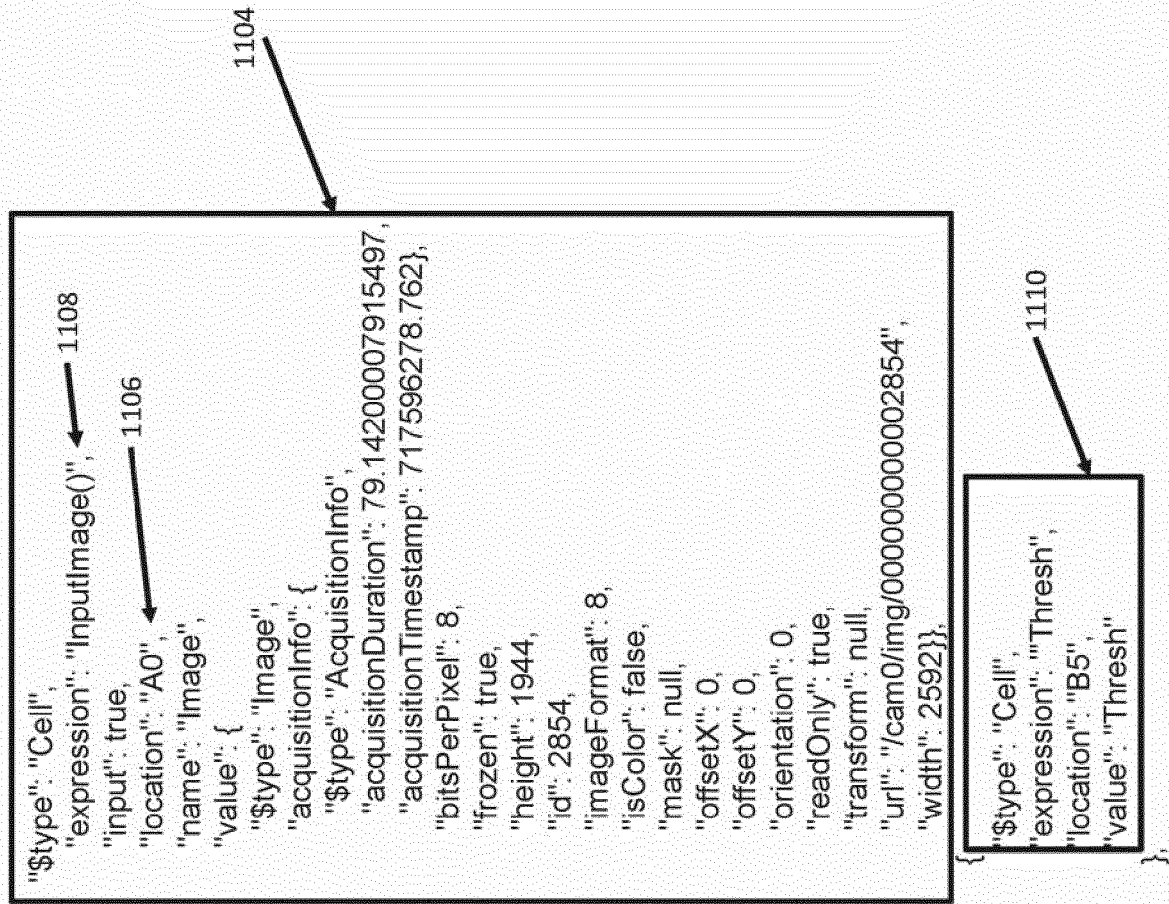 "$type": "Cell",
"expression": "InputImage()",
1108
"input": true,
"location": "A0",
1106
"name": "Image",
"value": {
"$type": "Image",
1104
"acquisitionInfo": {
"$type": "AcquisitionInfo",
"acquisitionDuration": 79.1420007915497,
"acquisitionTimestamp": 717596278.762},
"bitsPerPixel": 8,
"frozen": true,
"height": 1944,
"id": 2854,
"imageFormat": 8,
"isColor": false,
"mask": null,
"offsetX": 0,
"offsetY": 0,
"orientation": 0,
"readOnly": true,
"transform": null,
"url": "/cam0/img/00000000002854",
"width": 2592}},
{
"$type": "Cell",
"expression": "'Thresh",
1110
"location": "B5",
"value": "Thresh"
},